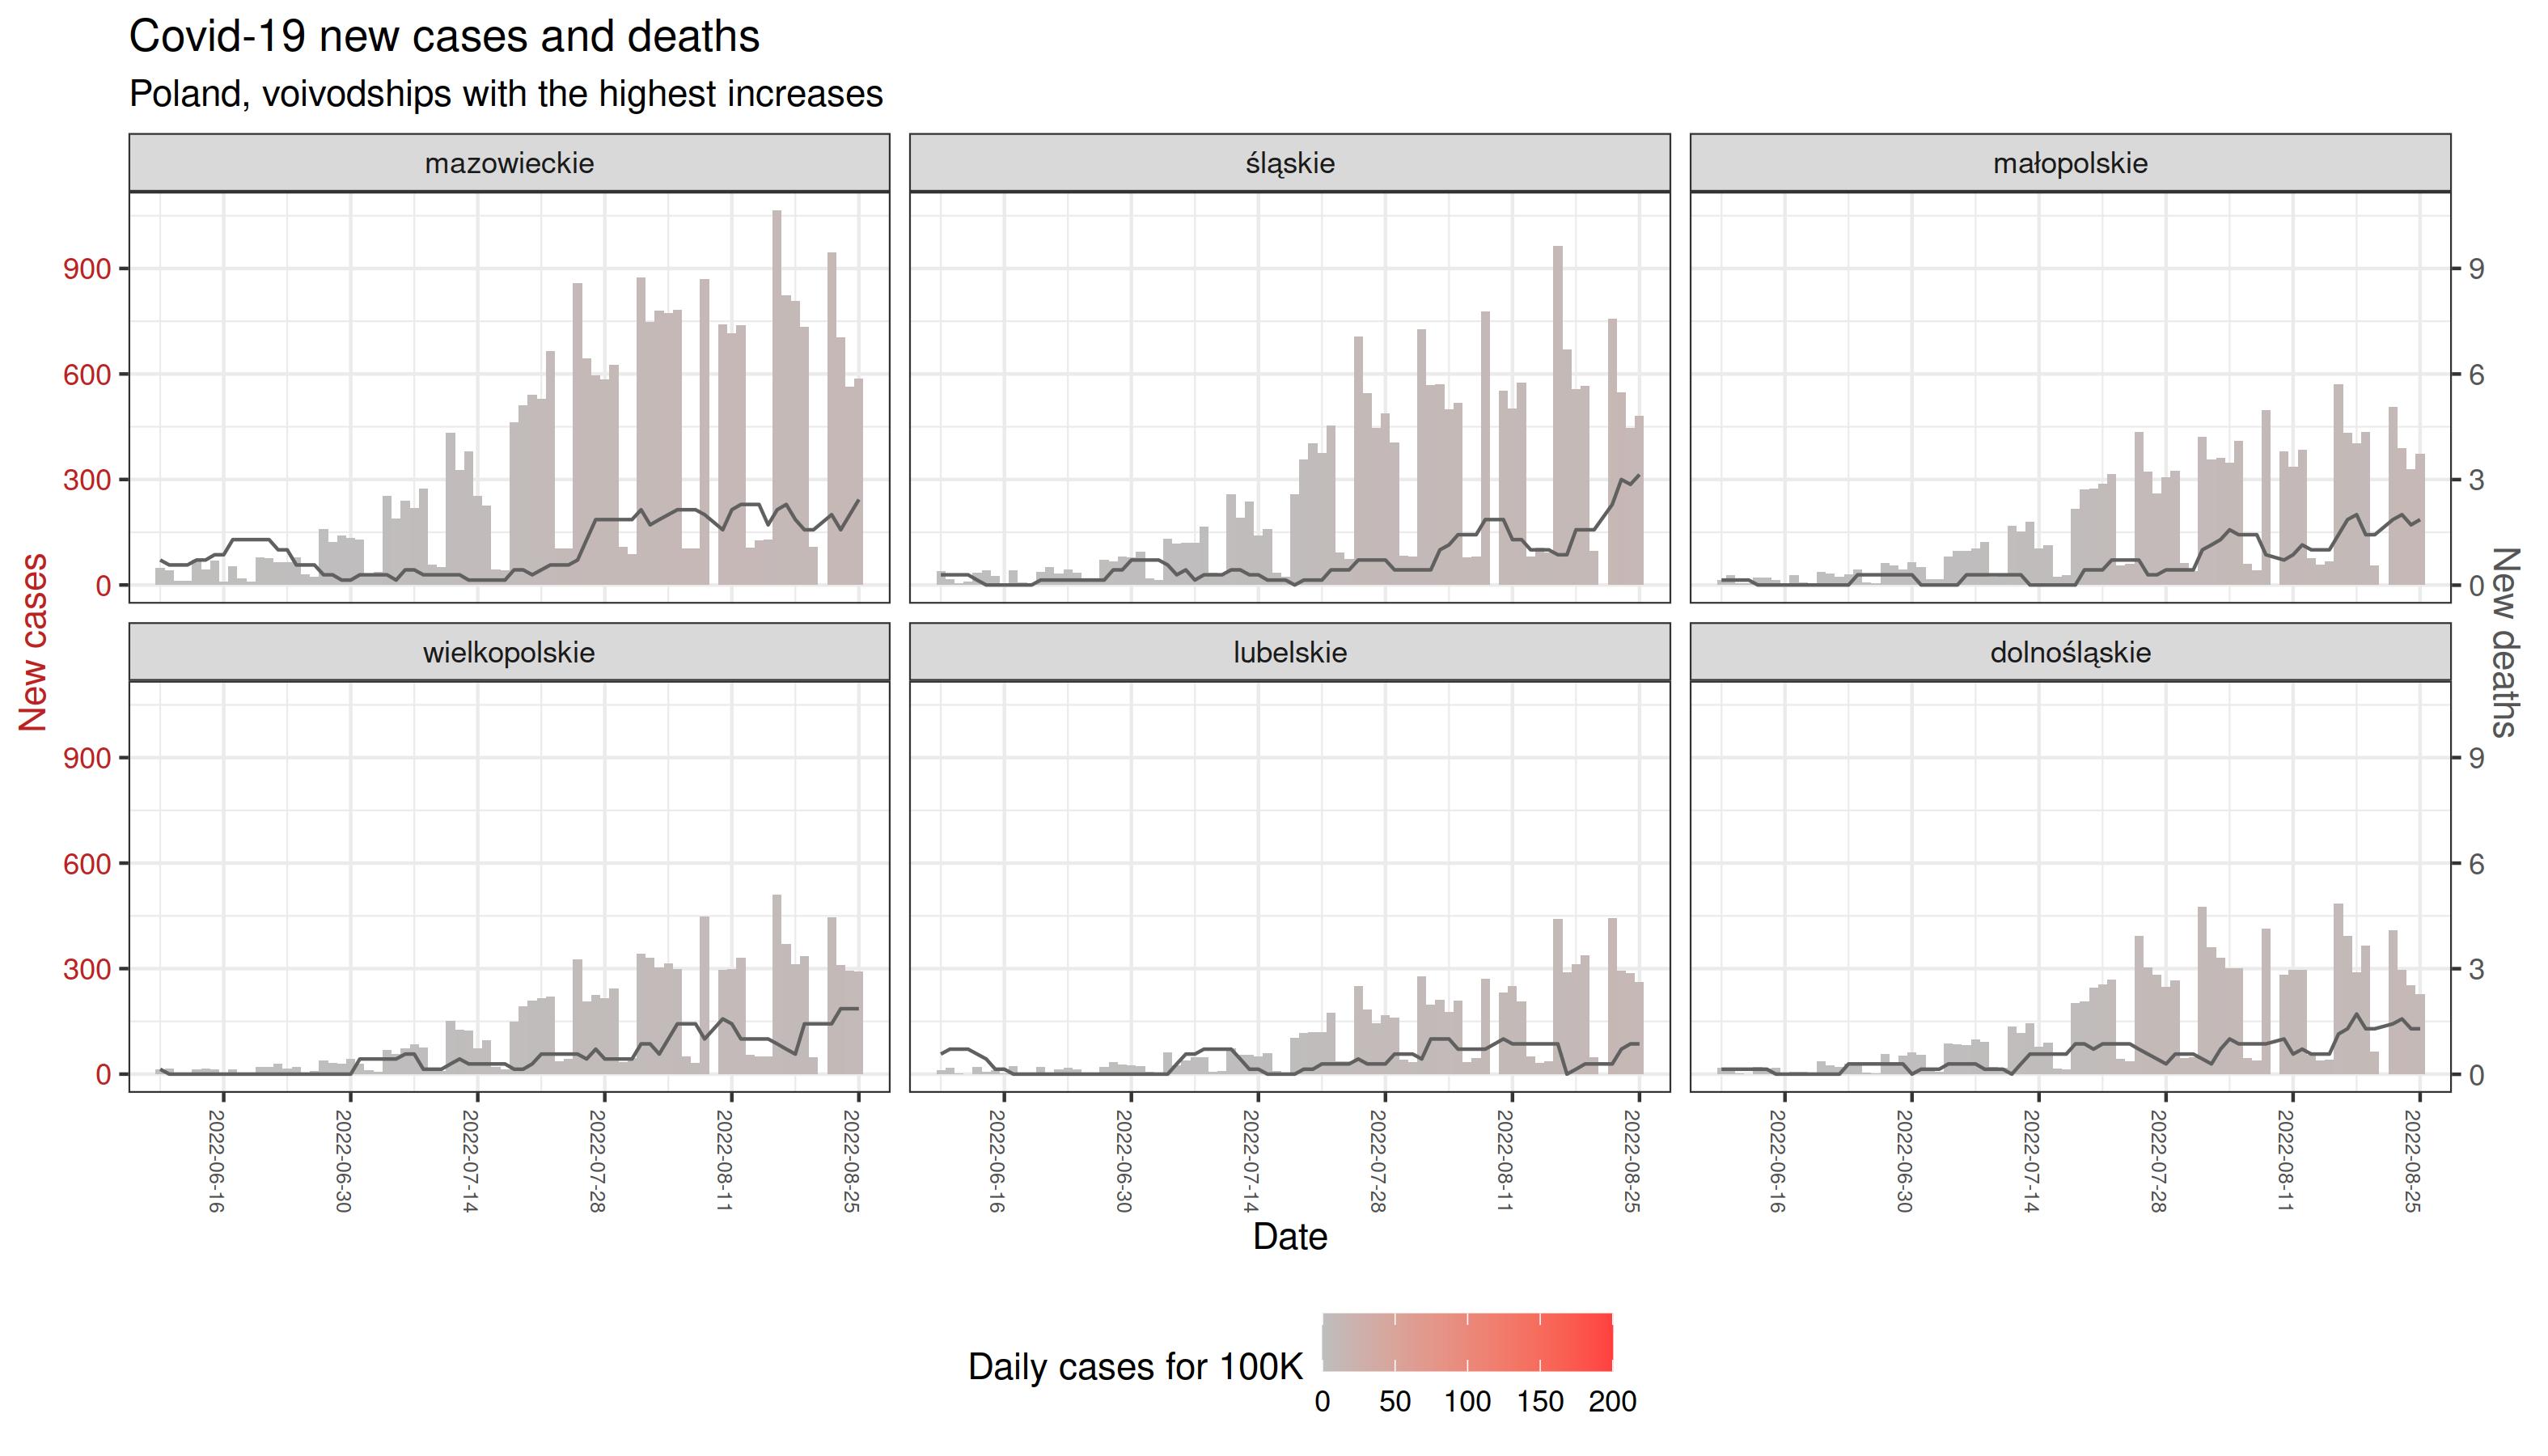 Covid-19 new cases and deaths
Poland, voivodships with the highest increases
mazowieckie
śląskie
małopolskie
900
600
300
0
9
6
3
0
New cases
New deaths
wielkopolskie
lubelskie
dolnośląskie
900
600
300
0
9
6
3
0
2022-06-16
2022-06-30
2022-07-14
2022-07-28
2022-08-11
2022-08-25
2022-06-16
2022-06-30
2022-07-14
2022-07-28
2022-08-11
2022-08-25
2022-06-16
2022-06-30
2022-07-14
2022-07-28
2022-08-11
2022-08-25
Date
Daily cases for 100K
0 50 100 150 200